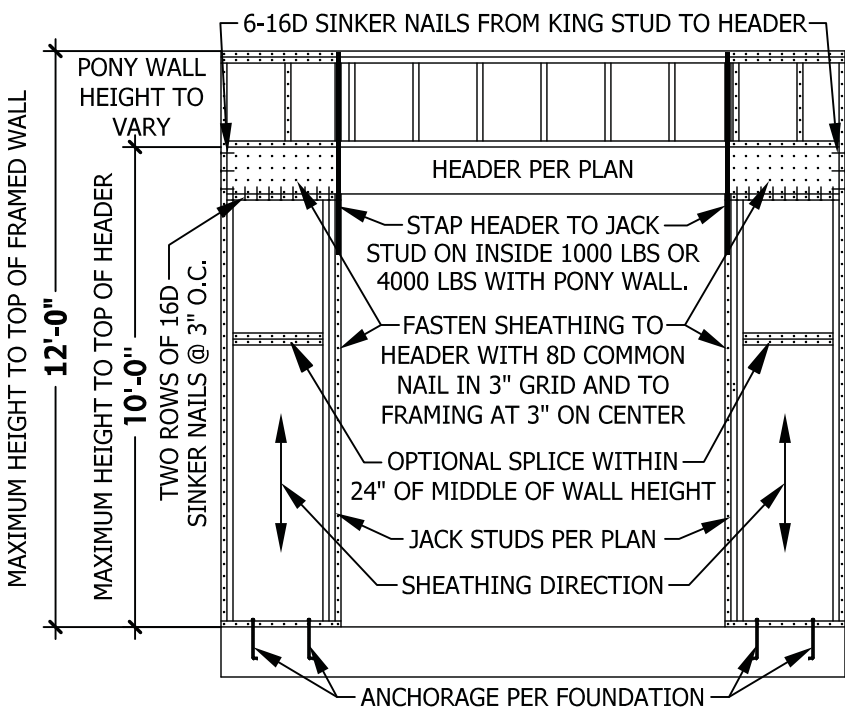 6-16D SINKER NAILS FROM KING STUD TO HEADER
PONY WALL
HEIGHT TO
VARY
HEADER PER PLAN
STAP HEADER TO JACK
STUD ON INSIDE 1000 LBS OR
4000 LBS WITH PONY WALL.
FASTEN SHEATHING TO
HEADER WITH 8D COMMON
NAIL IN 3" GRID AND TO
FRAMING AT 3" ON CENTER
OPTIONAL SPLICE WITHIN
24" OF MIDDLE OF WALL HEIGHT
JACK STUDS PER PLAN
SHEATHING DIRECTION
ANCHORAGE PER FOUNDATION
MAXIMUM HEIGHT TO TOP OF FRAMED WALL
12'-0"
MAXIMUM HEIGHT TO TOP OF HEADER
10'-0"
TWO ROWS OF 16D
SINKER NAILS @ 3" O.C.